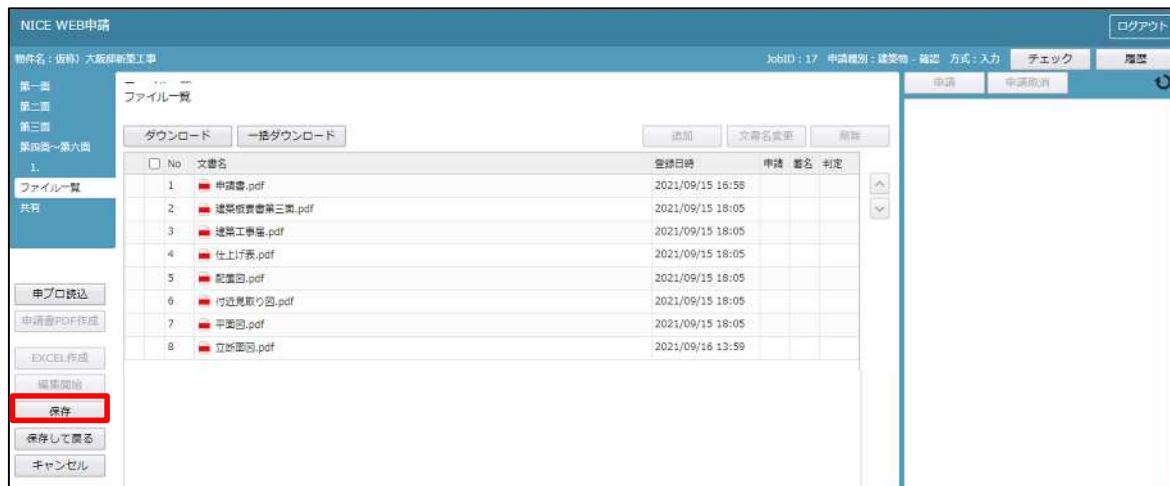 NICE WEB申請
ログアウト
物件名：仮称）大阪邸新築工事
JobID：17 申請種別：建築物 - 確認 方式：入力
チェック
履歴
申請
申請取消
第一面
第二面
第三面
第四面～第六面
1.
ファイル一覧
共有
申プロ読込
申請書PDF作成
EXCEL作成
編集開始
保存
保存して戻る
キャンセル
ファイル一覧
ダウンロード
一括ダウンロード
追加
文書名変更
削除
No 文書名 登録日時 申請 署名 判定
1 申請書.pdf 2021/09/15 16:58
2 建築概要書第三面.pdf 2021/09/15 18:05
3 建築工事届.pdf 2021/09/15 18:05
4 仕上げ表.pdf 2021/09/15 18:05
5 配置図.pdf 2021/09/15 18:05
6 付近見取り図.pdf 2021/09/15 18:05
7 平面図.pdf 2021/09/15 18:05
8 立断面図.pdf 2021/09/16 13:59